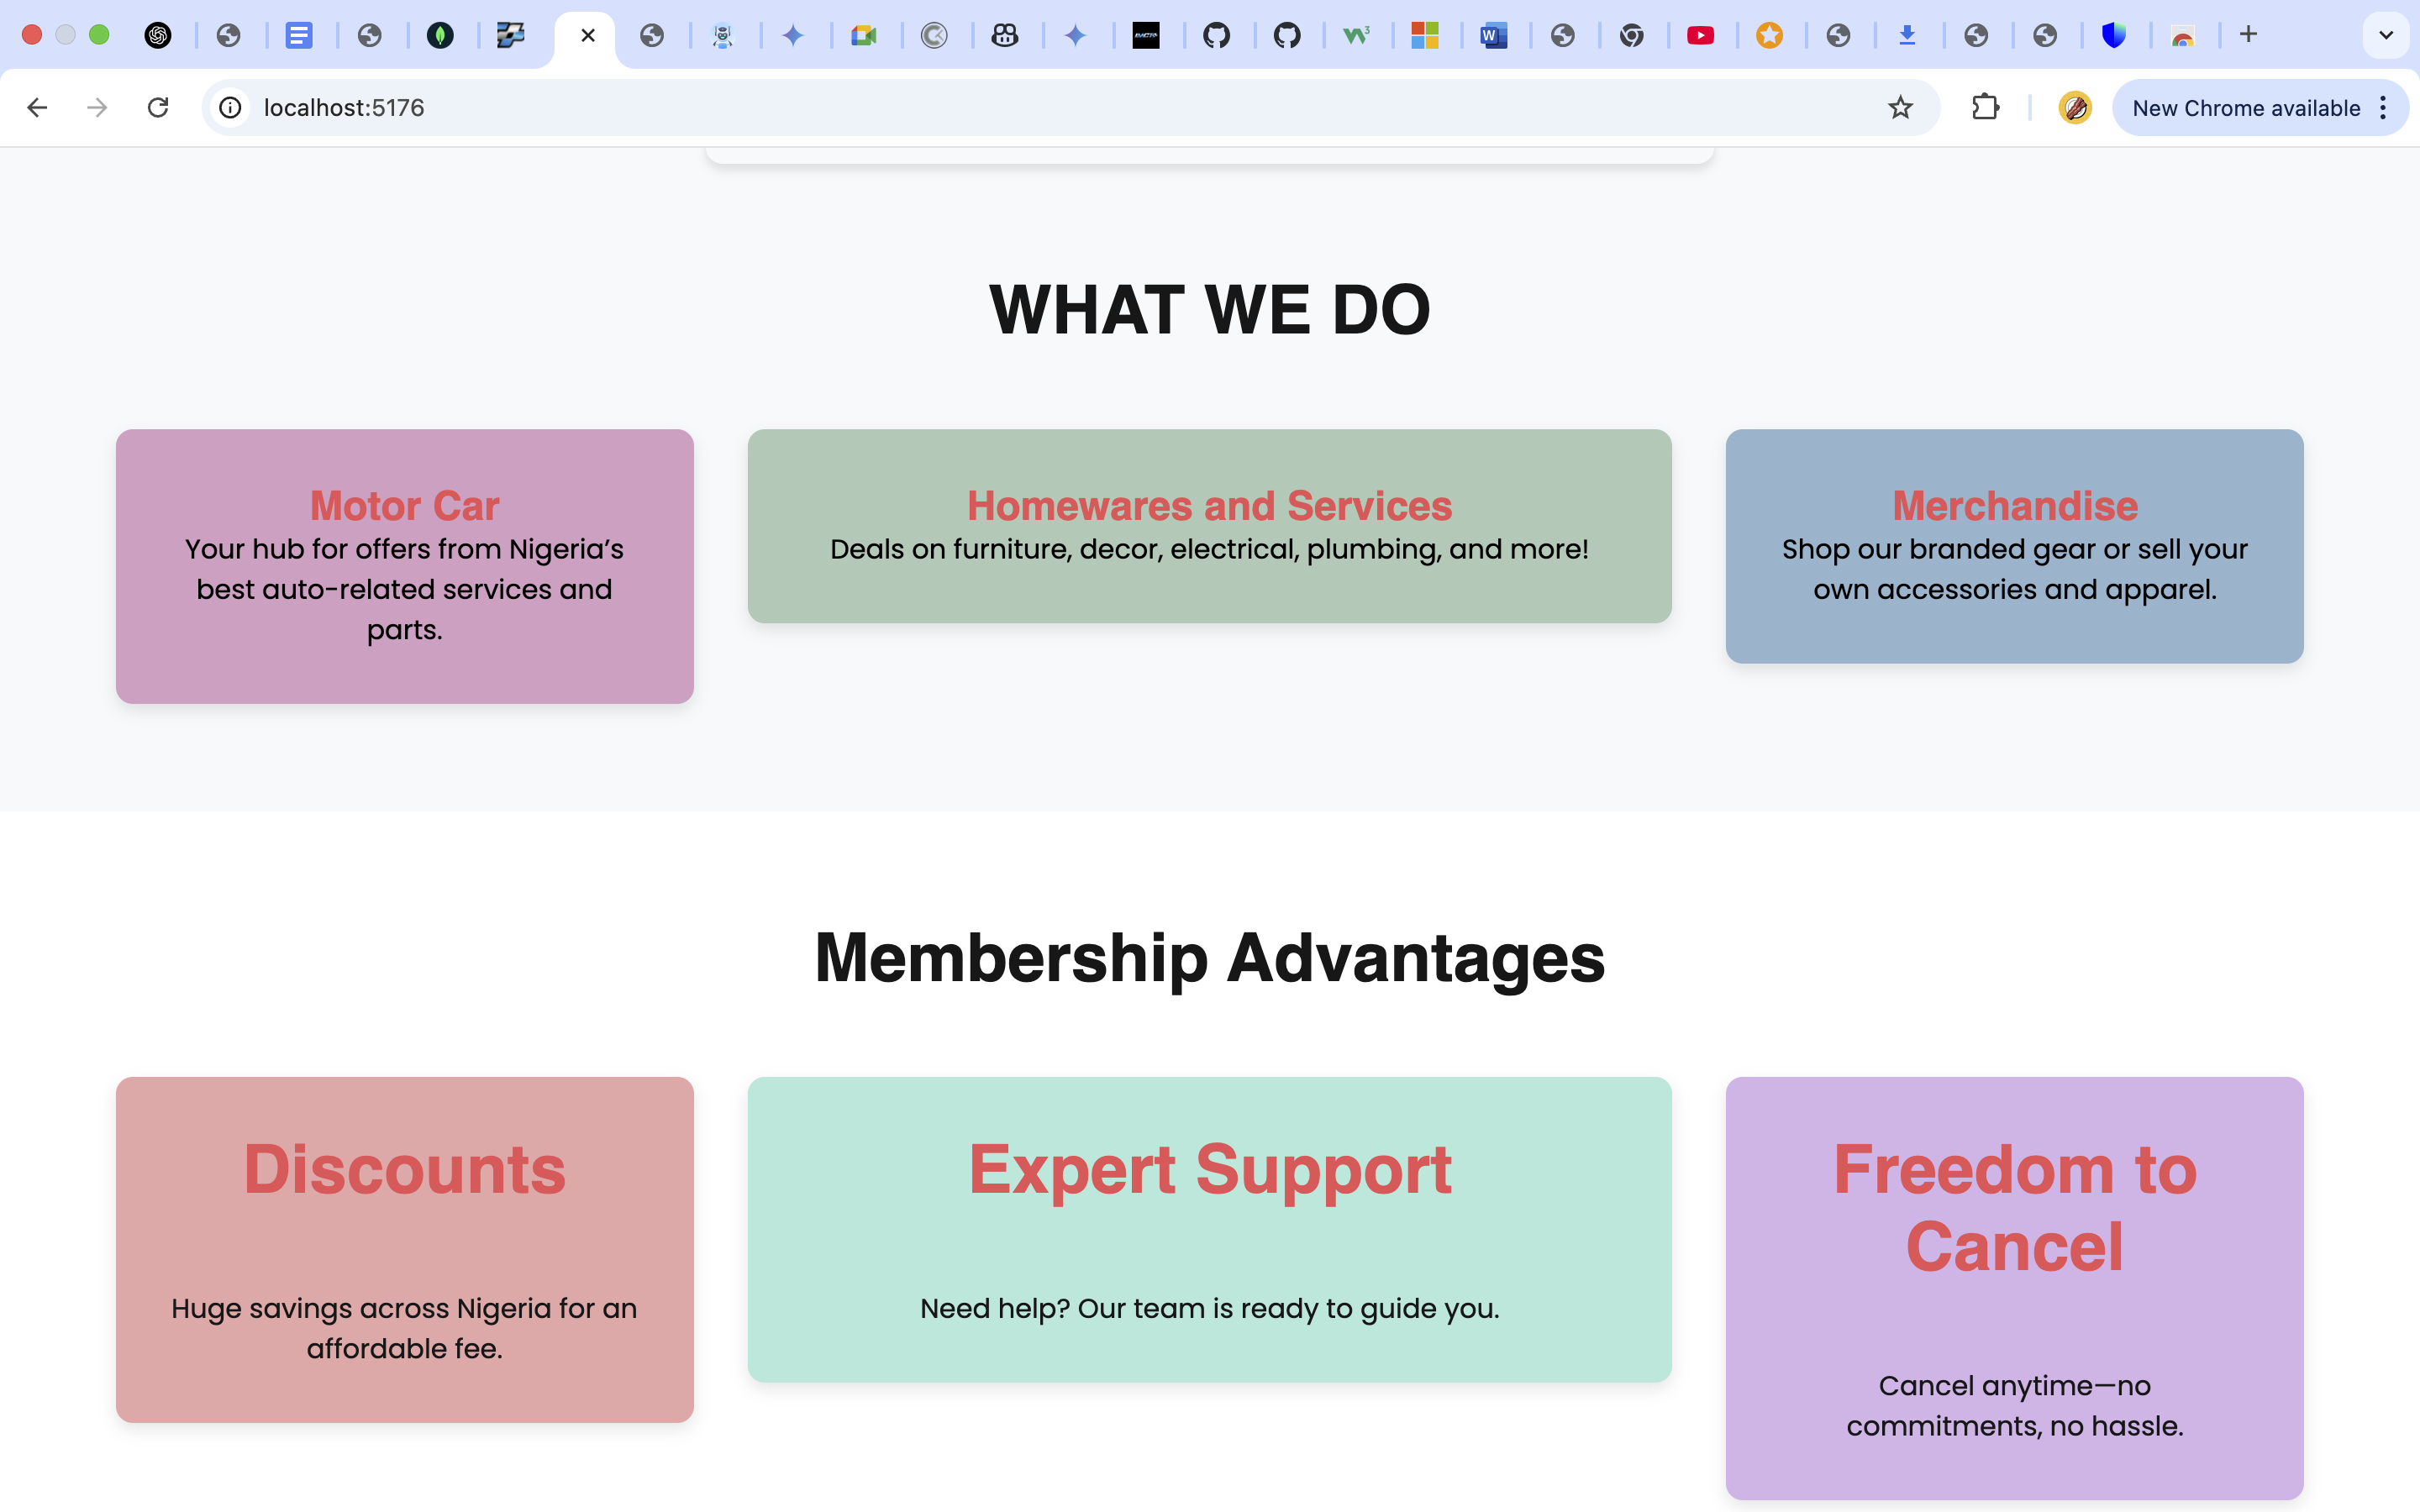 localhost:5176
New Chrome available
WHAT WE DO
Motor Car
Your hub for offers from Nigeria’s
best auto-related services and
parts.
Homewares and Services
Deals on furniture, decor, electrical, plumbing, and more!
Merchandise
Shop our branded gear or sell your
own accessories and apparel.
Membership Advantages
Discounts
Huge savings across Nigeria for an
affordable fee.
Expert Support
Need help? Our team is ready to guide you.
Freedom to
Cancel
Cancel anytime—no
commitments, no hassle.